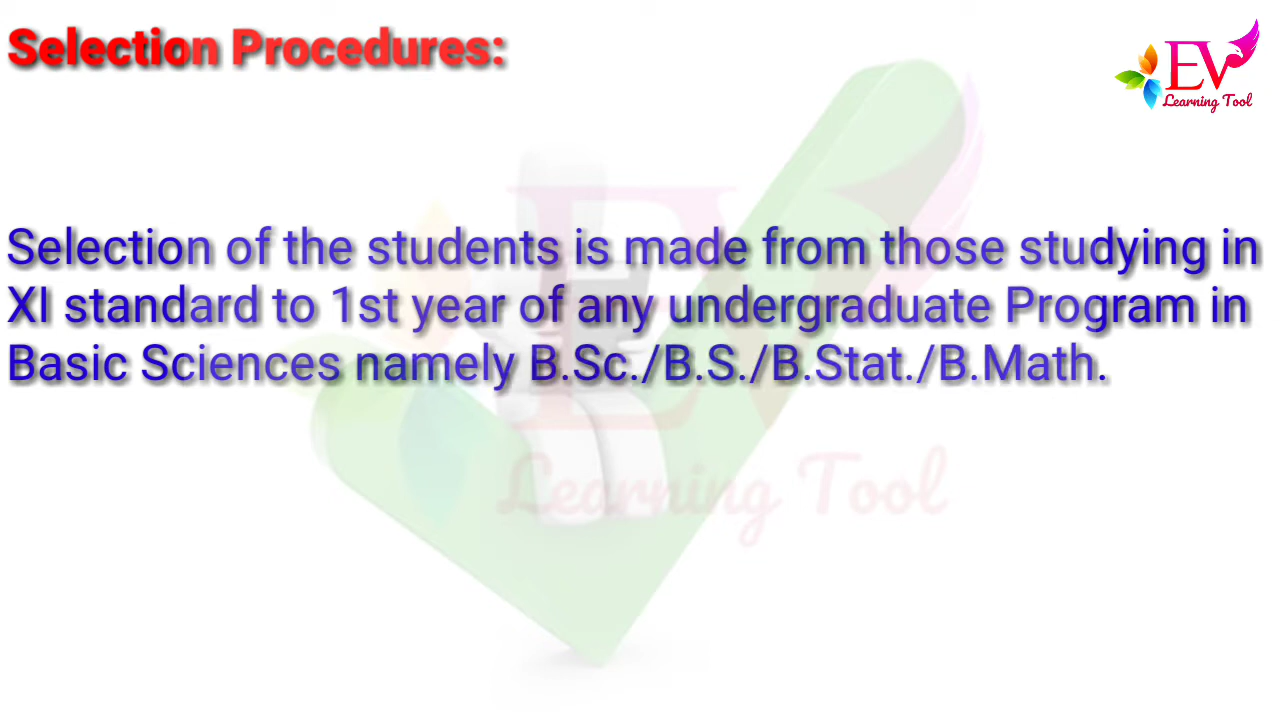 Selection Procedures:
EV
Learning Tool
Selection of the students is made from those studying in
XI standard to 1st year of any undergraduate Program in
Basic Sciences namely B.Sc./B.S./B.Stat./B.Math.
EV
Learning Tool